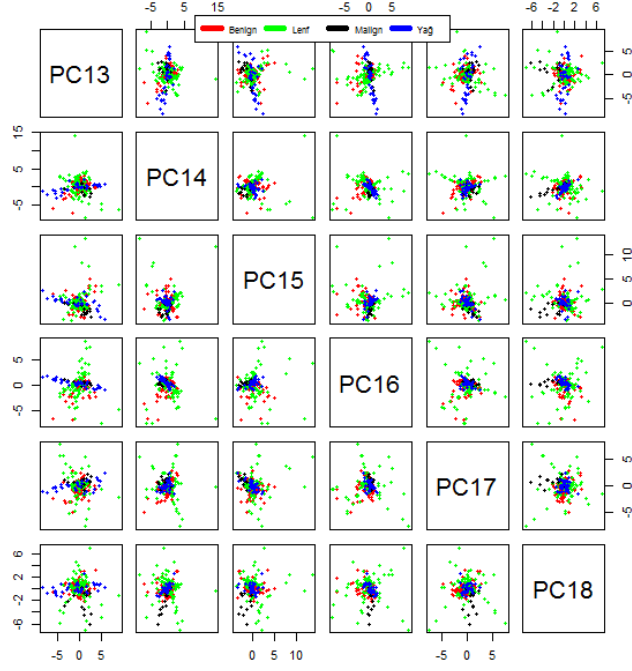 -5 5 15 -5 0 5 -6 -2 2 6
Benign Lenf Malign Yağ
PC13
-5 0 5
PC14
-5 5 15
PC15
0 5 10
PC16
-5 0 5
PC17
-5 0 5
PC18
-6 -2 2 6
-5 0 5 0 5 10 -5 0 5